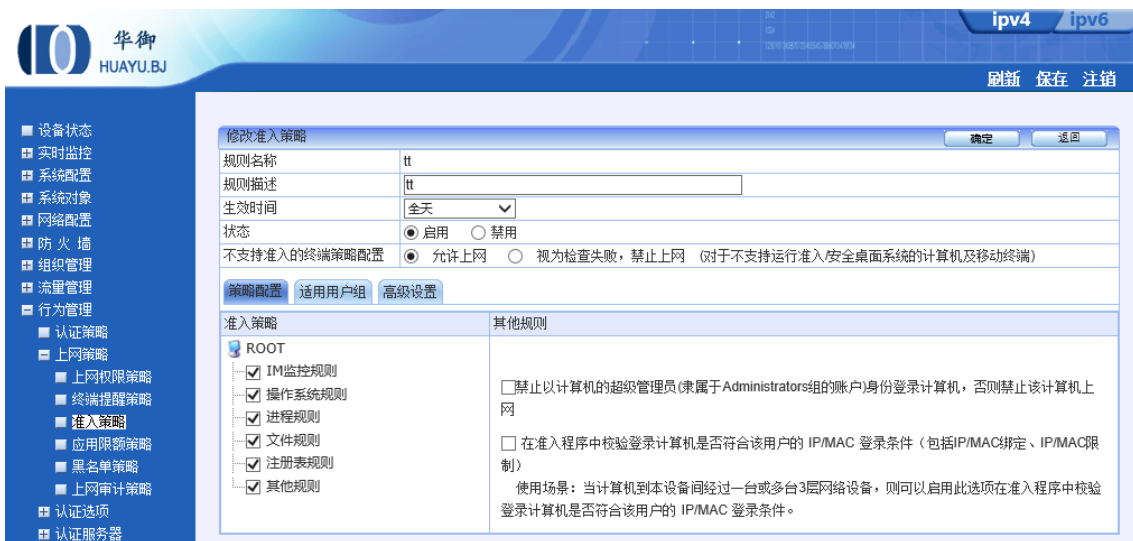 ipv4 ipv6
华御
HUAYU.BJ
刷新 保存 注销
设备状态
实时监控
系统配置
系统对象
网络配置
防 火 墙
组织管理
流量管理
行为管理
认证策略
上网策略
上网权限策略
终端提醒策略
准入策略
应用限额策略
黑名单策略
上网审计策略
认证选项
认证服务器
修改准入策略 确定 返回
规则名称 tt
规则描述 tt
生效时间 全天
状态 启用 禁用
不支持准入的终端策略配置 允许上网 视为检查失败，禁止上网 (对于不支持运行准入/安全桌面系统的计算机及移动终端)
策略配置 适用用户组 高级设置
准入策略 其他规则
ROOT
IM监控规则
操作系统规则
进程规则
文件规则
注册表规则
其他规则
禁止以计算机的超级管理员(隶属于Administrators组的账户)身份登录计算机，否则禁止该计算机上
网
在准入程序中校验登录计算机是否符合该用户的 IP/MAC 登录条件（包括IP/MAC绑定、IP/MAC限
制）
使用场景：当计算机到本设备间经过一台或多台3层网络设备，则可以启用此选项在准入程序中校验
登录计算机是否符合该用户的 IP/MAC 登录条件。